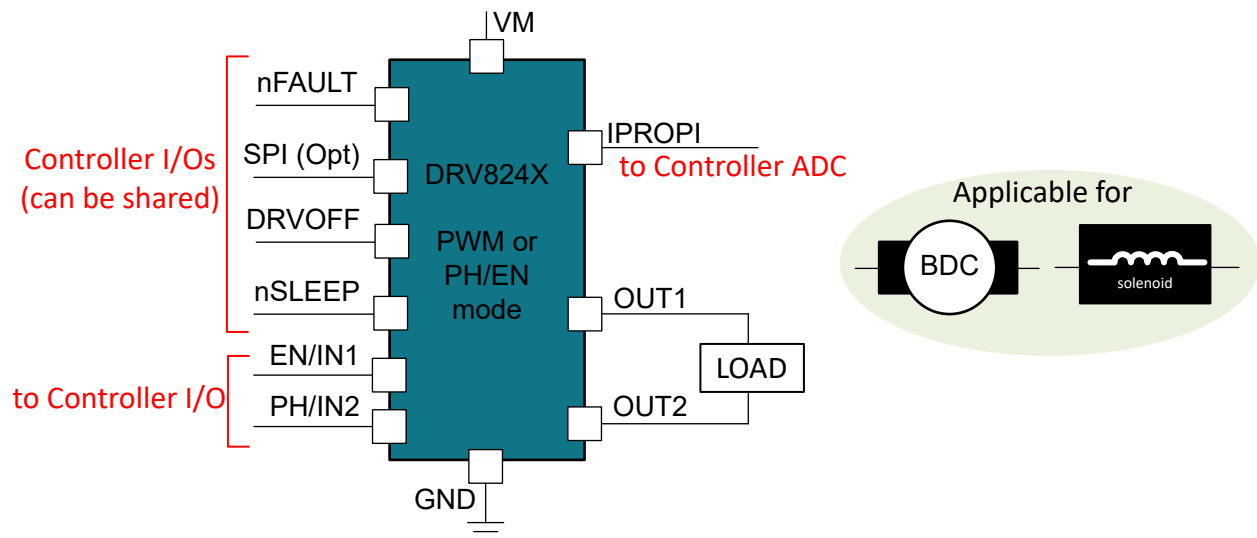 VM
nFAULT
SPI (Opt)
DRVOFF
nSLEEP
Controller I/Os
(can be shared)
EN/IN1
PH/IN2
to Controller I/O
DRV824X
PWM or
PH/EN
mode
GND
IPROPI
to Controller ADC
OUT1
LOAD
OUT2
Applicable for
BDC
solenoid